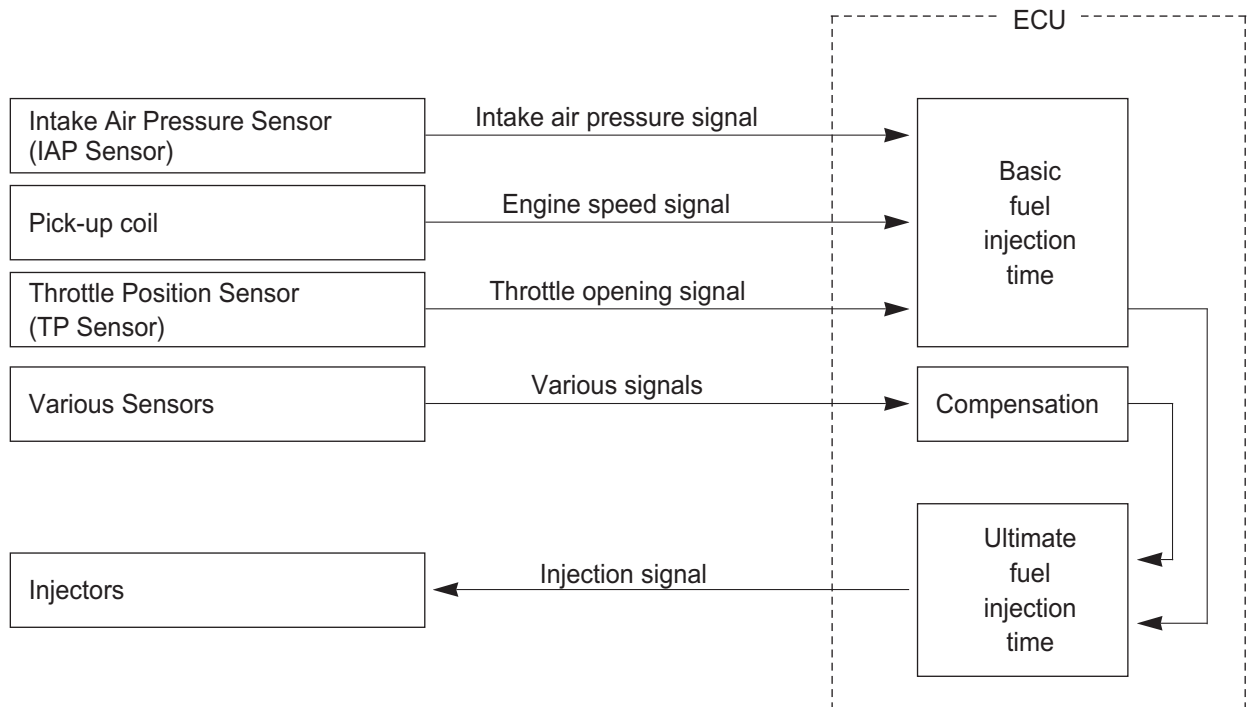 ECU
Intake Air Pressure Sensor
(IAP Sensor)
Intake air pressure signal
Pick-up coil
Engine speed signal
Throttle Position Sensor
(TP Sensor)
Throttle opening signal
Basic
fuel
injection
time
Various Sensors
Various signals
Compensation
Injectors
Injection signal
Ultimate
fuel
injection
time